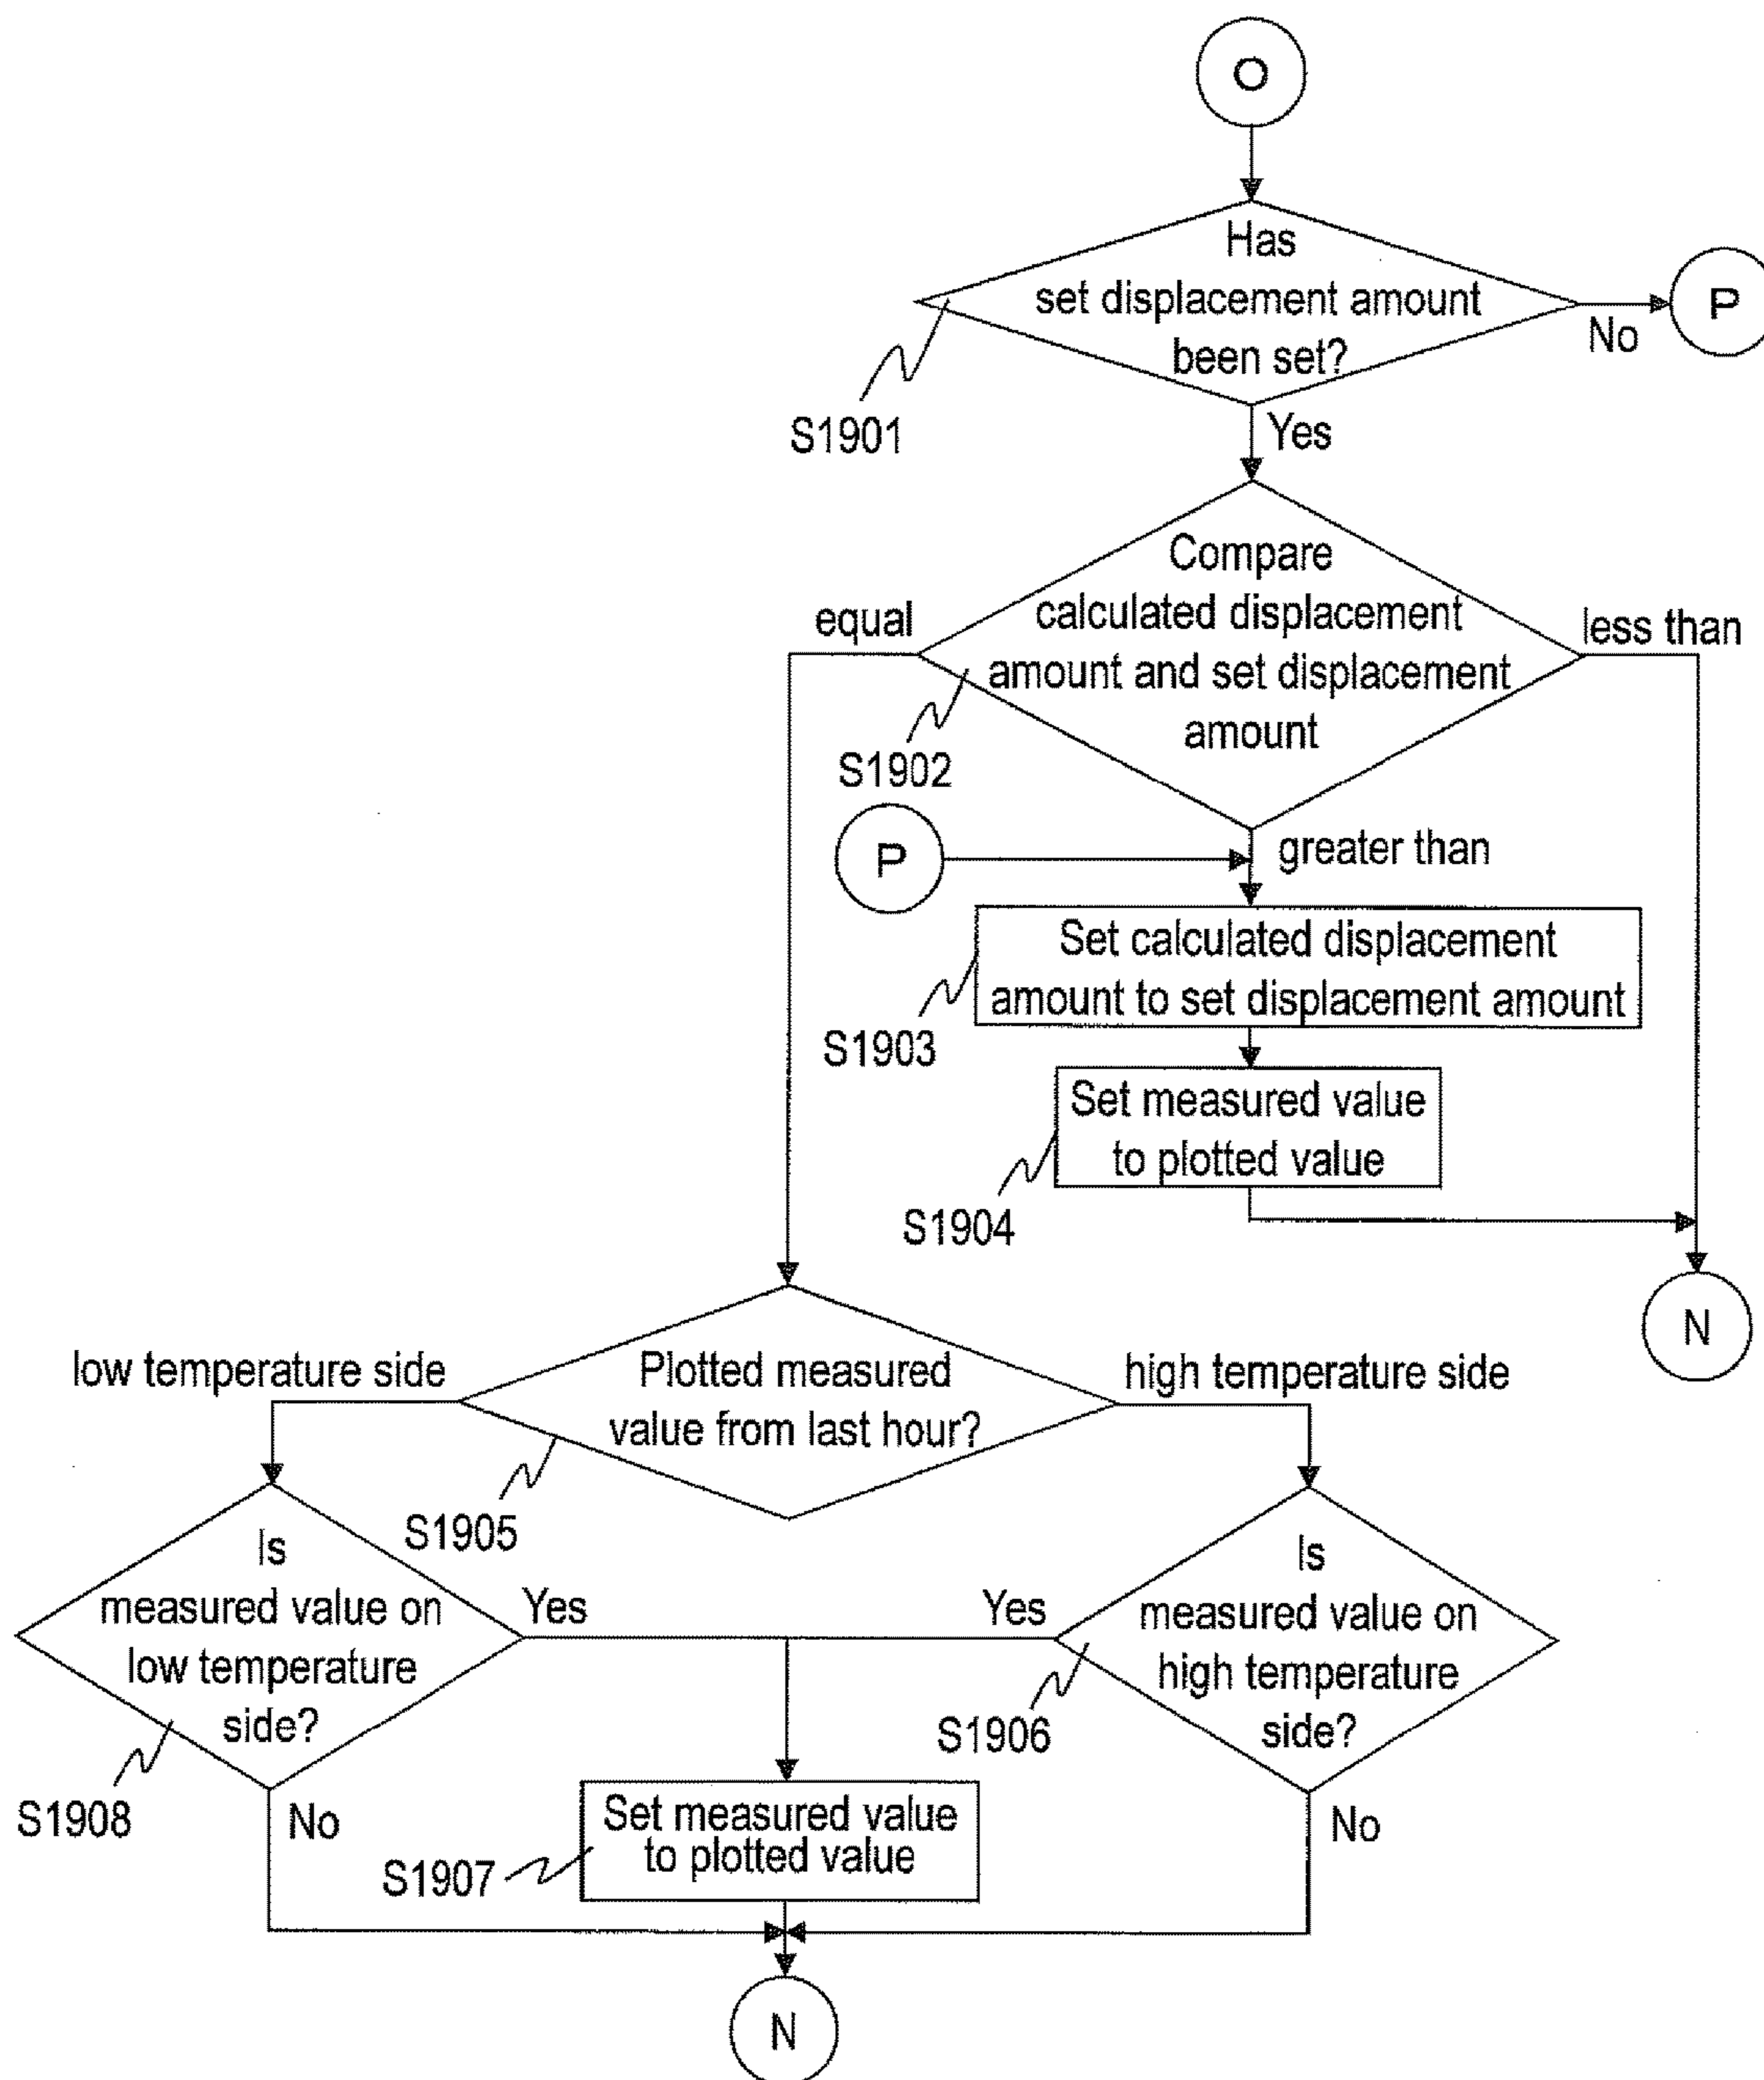 O
Has
set displacement amount
been set?
P
No
S1901
Yes
Compare
calculated displacement
amount and set displacement
amount
equal
less than
S1902
P
greater than
Set calculated displacement
amount to set displacement amount
S1903
Set measured value
to plotted value
S1904
N
low temperature side
Plotted measured
value from last hour?
high temperature side
S1905
Is
measured value on
low temperature
side?
Yes
Yes
Is
measured value on
high temperature
side?
S1908
No
S1906
No
Set measured value
to plotted value
S1907
N